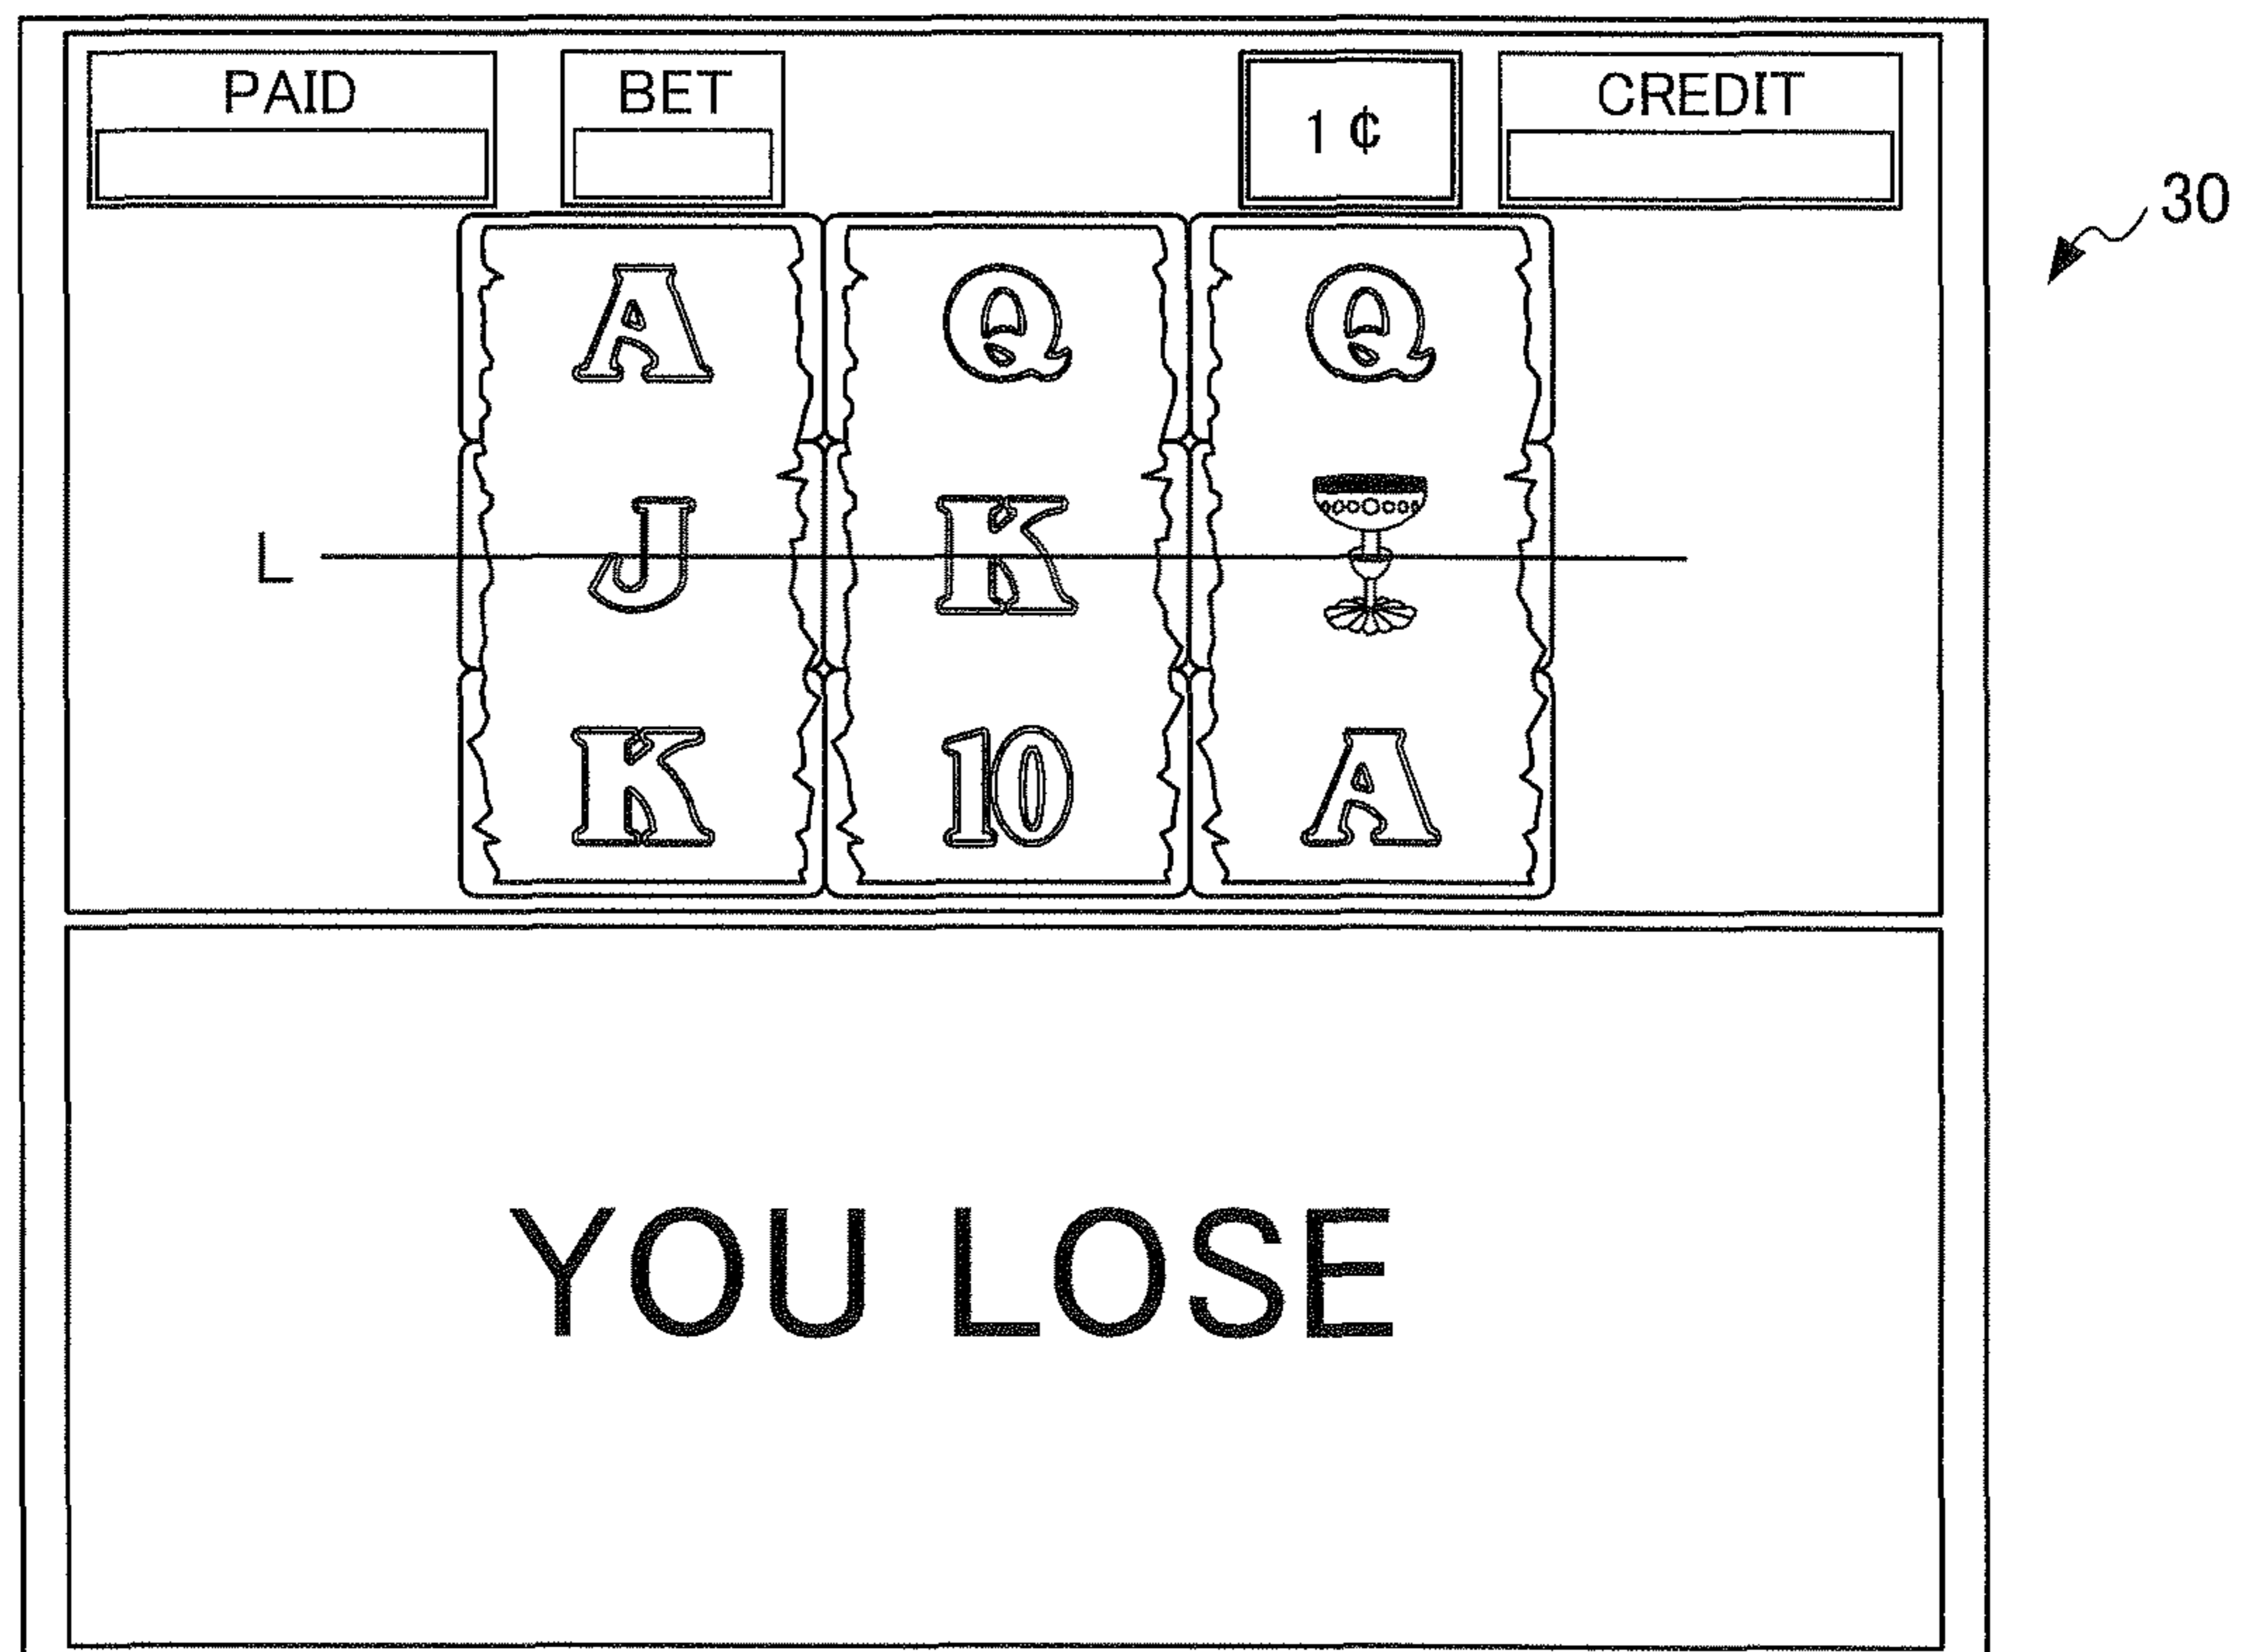 PAID BET 1¢ CREDIT
30
A Q Q
L J K
K 10 A
YOU LOSE